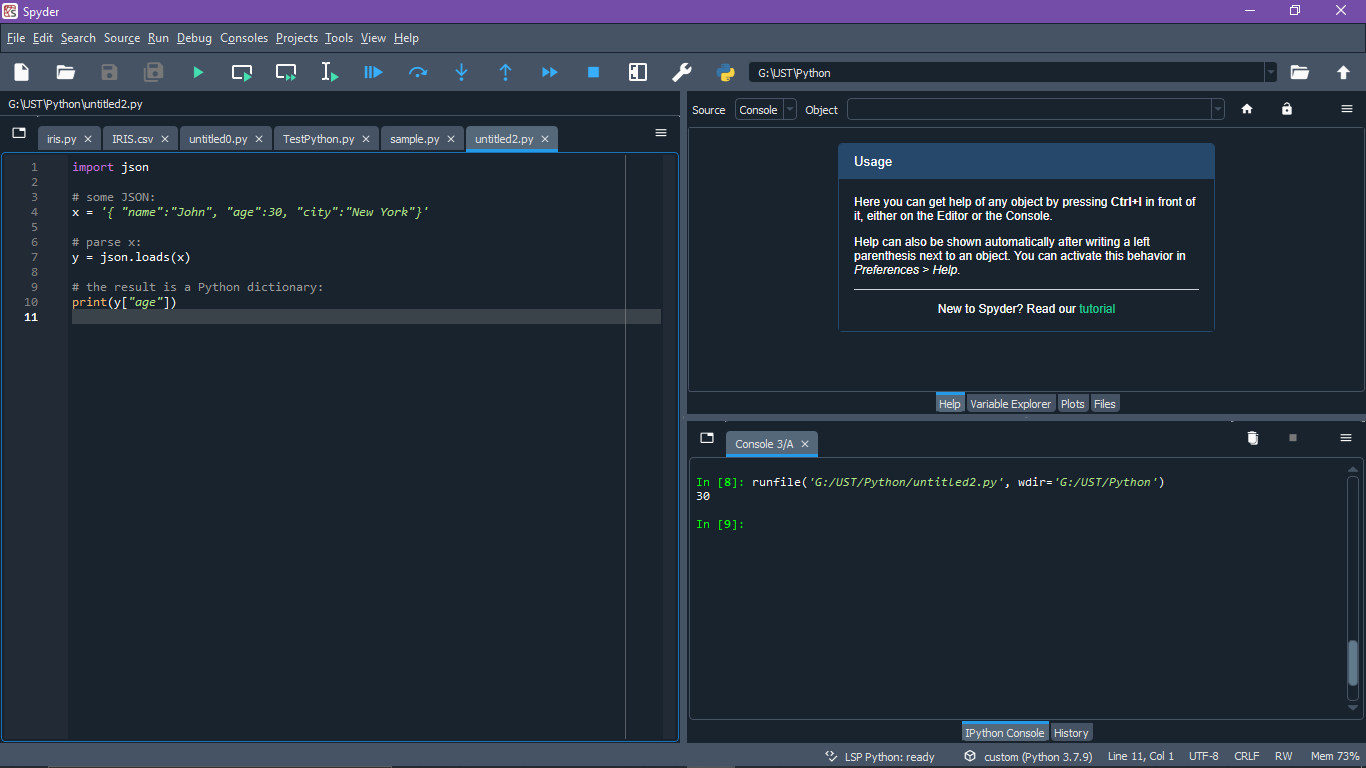 Spyder
File Edit Search Source Run Debug Consoles Projects Tools View Help
G:\UST\Python
G:\UST\Python\untitled2.py
iris.py IRIS.csv untitled0.py TestPython.py sample.py untitled2.py
1 import json
2
3 # some JSON:
4 x = '{ "name":"John", "age":30, "city":"New York"}'
5
6 # parse x:
7 y = json.loads(x)
8
9 # the result is a Python dictionary:
10 print(y["age"])
11
Source Console Object
Usage
Here you can get help of any object by pressing Ctrl+I in front of
it, either on the Editor or the Console.
Help can also be shown automatically after writing a left
parenthesis next to an object. You can activate this behavior in
Preferences > Help.
New to Spyder? Read our tutorial
Help Variable Explorer Plots Files
Console 3/A
In [8]: runfile('G:/UST/Python/untitled2.py', wdir='G:/UST/Python')
30
In [9]:
IPython Console History
LSP Python: ready custom (Python 3.7.9) Line 11, Col 1 UTF-8 CRLF RW Mem 73%